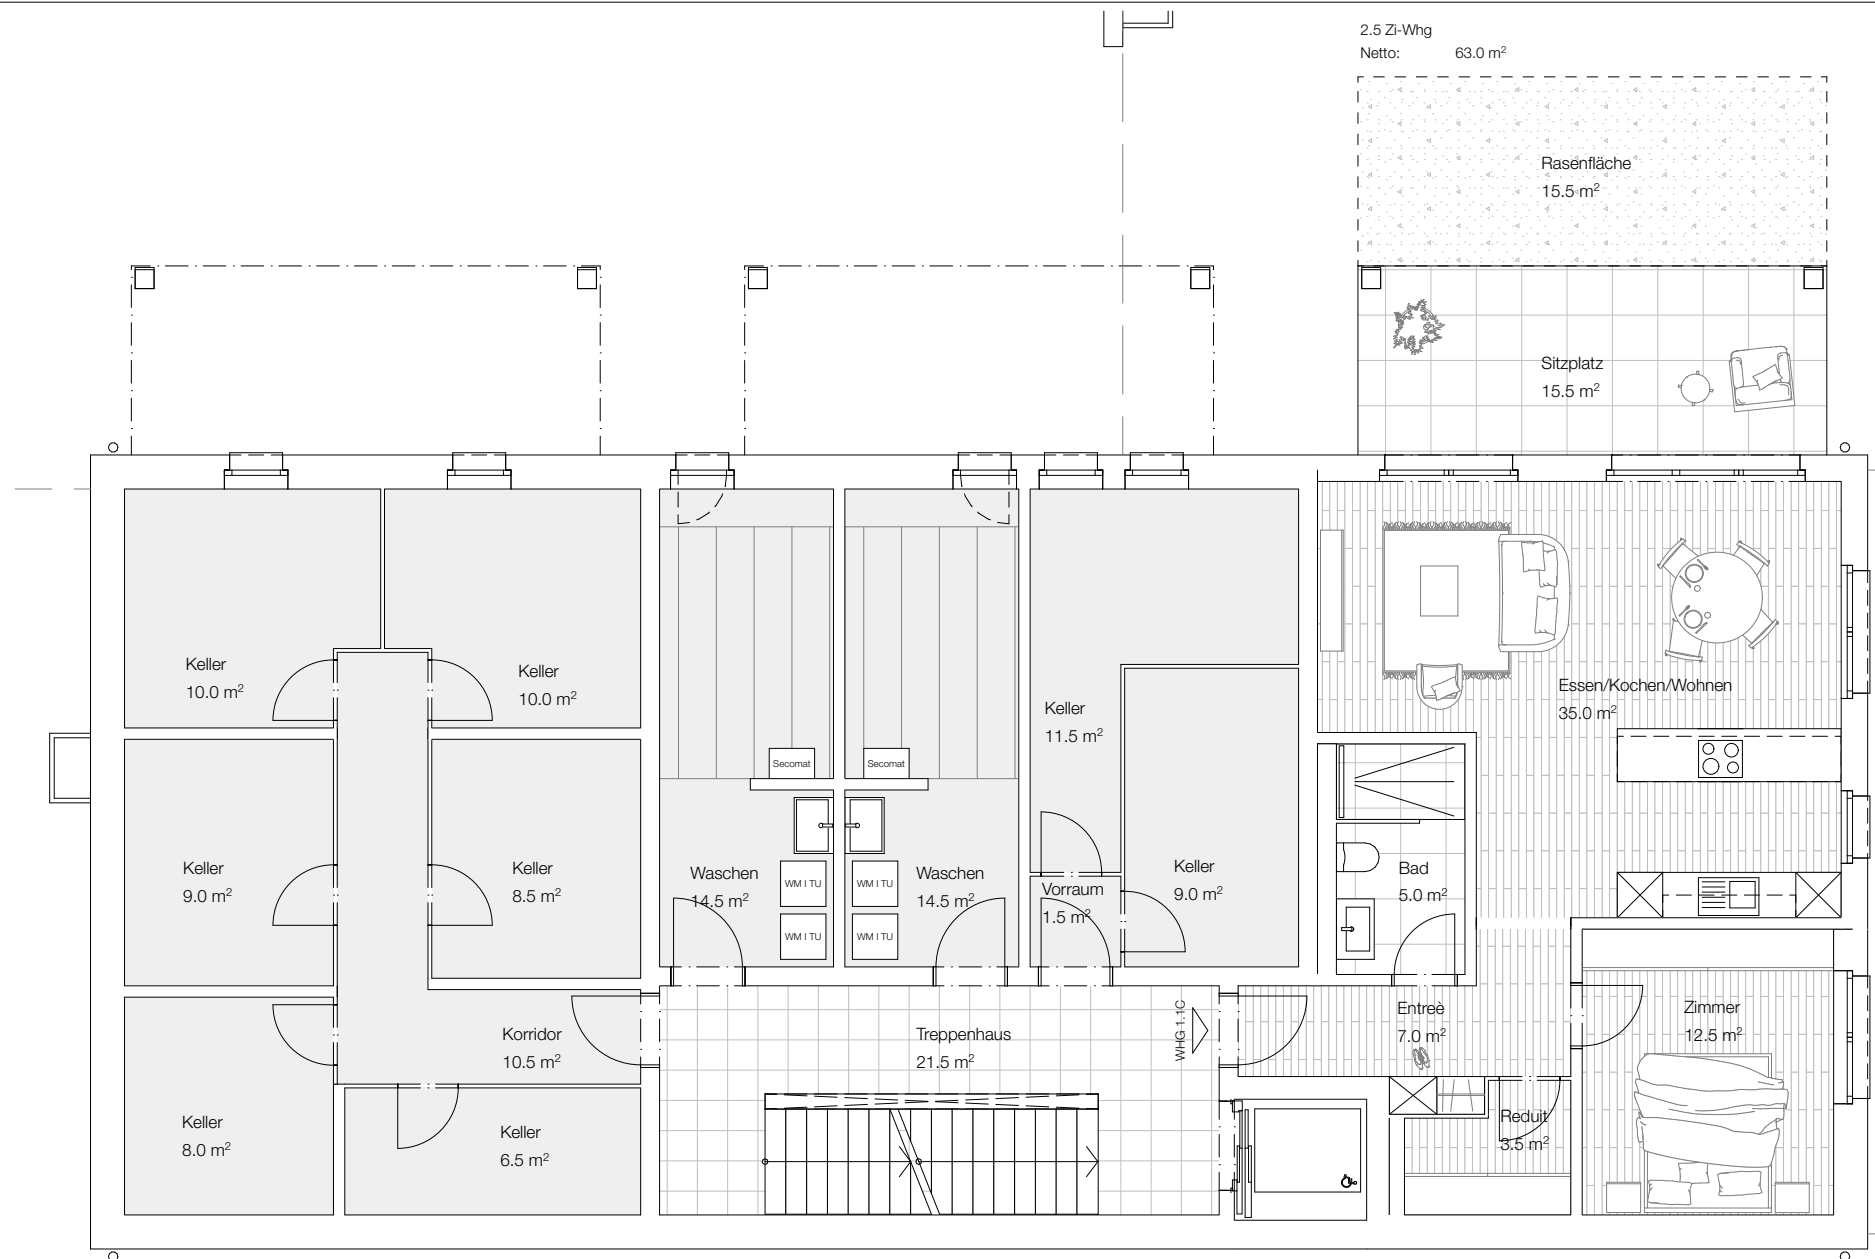 2.5 Zi-Whg
Netto: 63.0 m²
Rasenfläche
15.5 m²
Sitzplatz
15.5 m²
Keller
10.0 m²
Keller
10.0 m²
Keller
9.0 m²
Keller
8.5 m²
Keller
8.0 m²
Korridor
10.5 m²
Keller
6.5 m²
Secomat
Secomat
Waschen
14.5 m²
WM I TU
WM I TU
Waschen
14.5 m²
WM I TU
WM I TU
Keller
11.5 m²
Vorraum
1.5 m²
Keller
9.0 m²
Treppenhaus
21.5 m²
WHG 1.1C
Essen/Kochen/Wohnen
35.0 m²
Bad
5.0 m²
Entreè
7.0 m²
Zimmer
12.5 m²
Reduit
3.5 m²